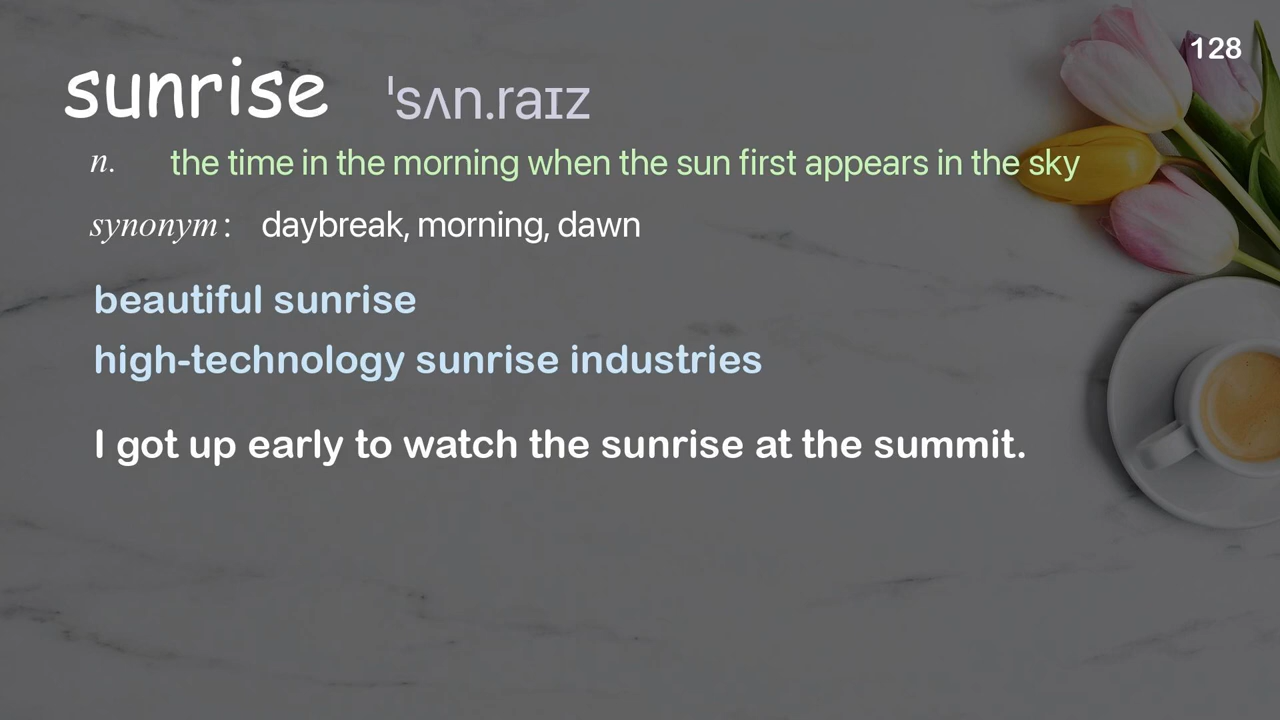 128
sunrise ˈsʌn.raɪz
n. the time in the morning when the sun first appears in the sky
synonym: daybreak, morning, dawn
beautiful sunrise
high-technology sunrise industries
I got up early to watch the sunrise at the summit.